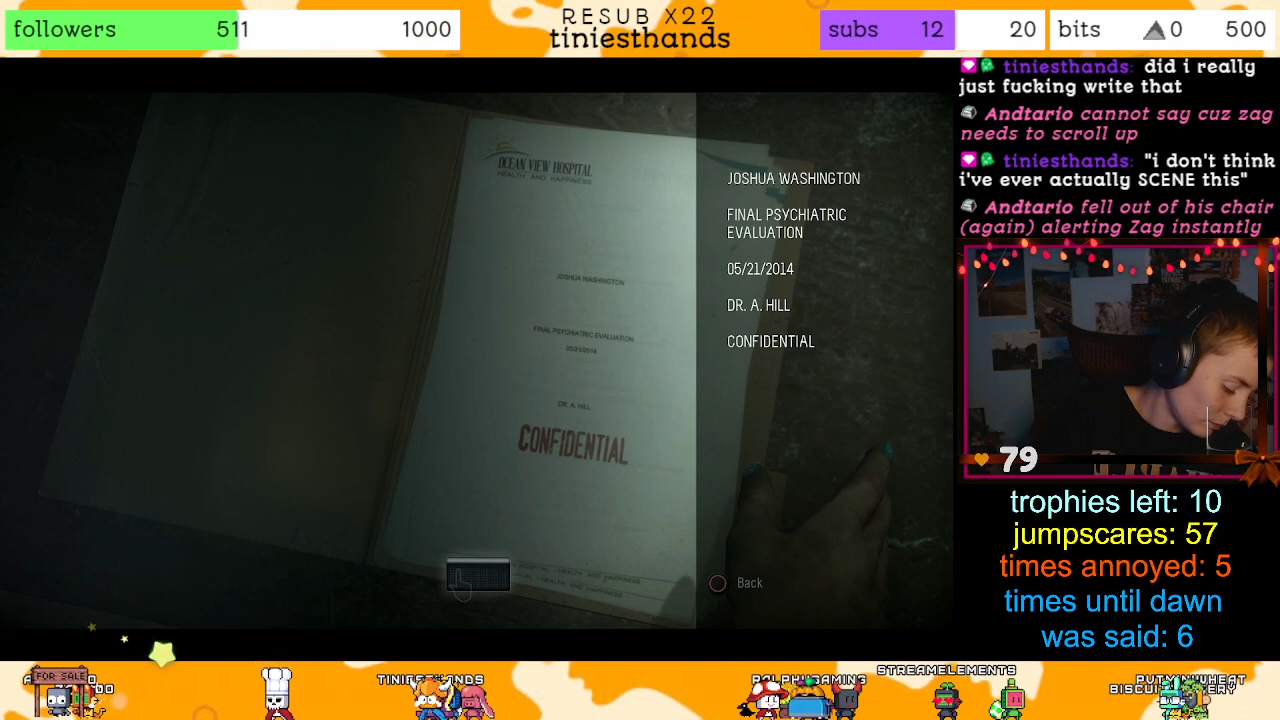 followers 511 1000
RESUB X22
tiniesthands
subs 12 20
bits 0 500
tiniesthands: did i really
just fucking write that
Andtario cannot say cuz zag
needs to scroll up
tiniesthands: "i don't think
i've ever actually SCENE this"
Andtario fell out of his chair
(again) alerting Zag instantly
OCEAN VIEW HOSPITAL
HEALTH AND HAPPINESS
JOSHUA WASHINGTON
FINAL PSYCHIATRIC EVALUATION
05/21/2014
DR. A. HILL
CONFIDENTIAL
JOSHUA WASHINGTON
FINAL PSYCHIATRIC
EVALUATION
05/21/2014
DR. A. HILL
CONFIDENTIAL
Back
79
trophies left: 10
jumpscares: 57
times annoyed: 5
times until dawn
was said: 6
FOR SALE
TINIESTHANDS
RALPHYGAMING
STREAMELEMENTS